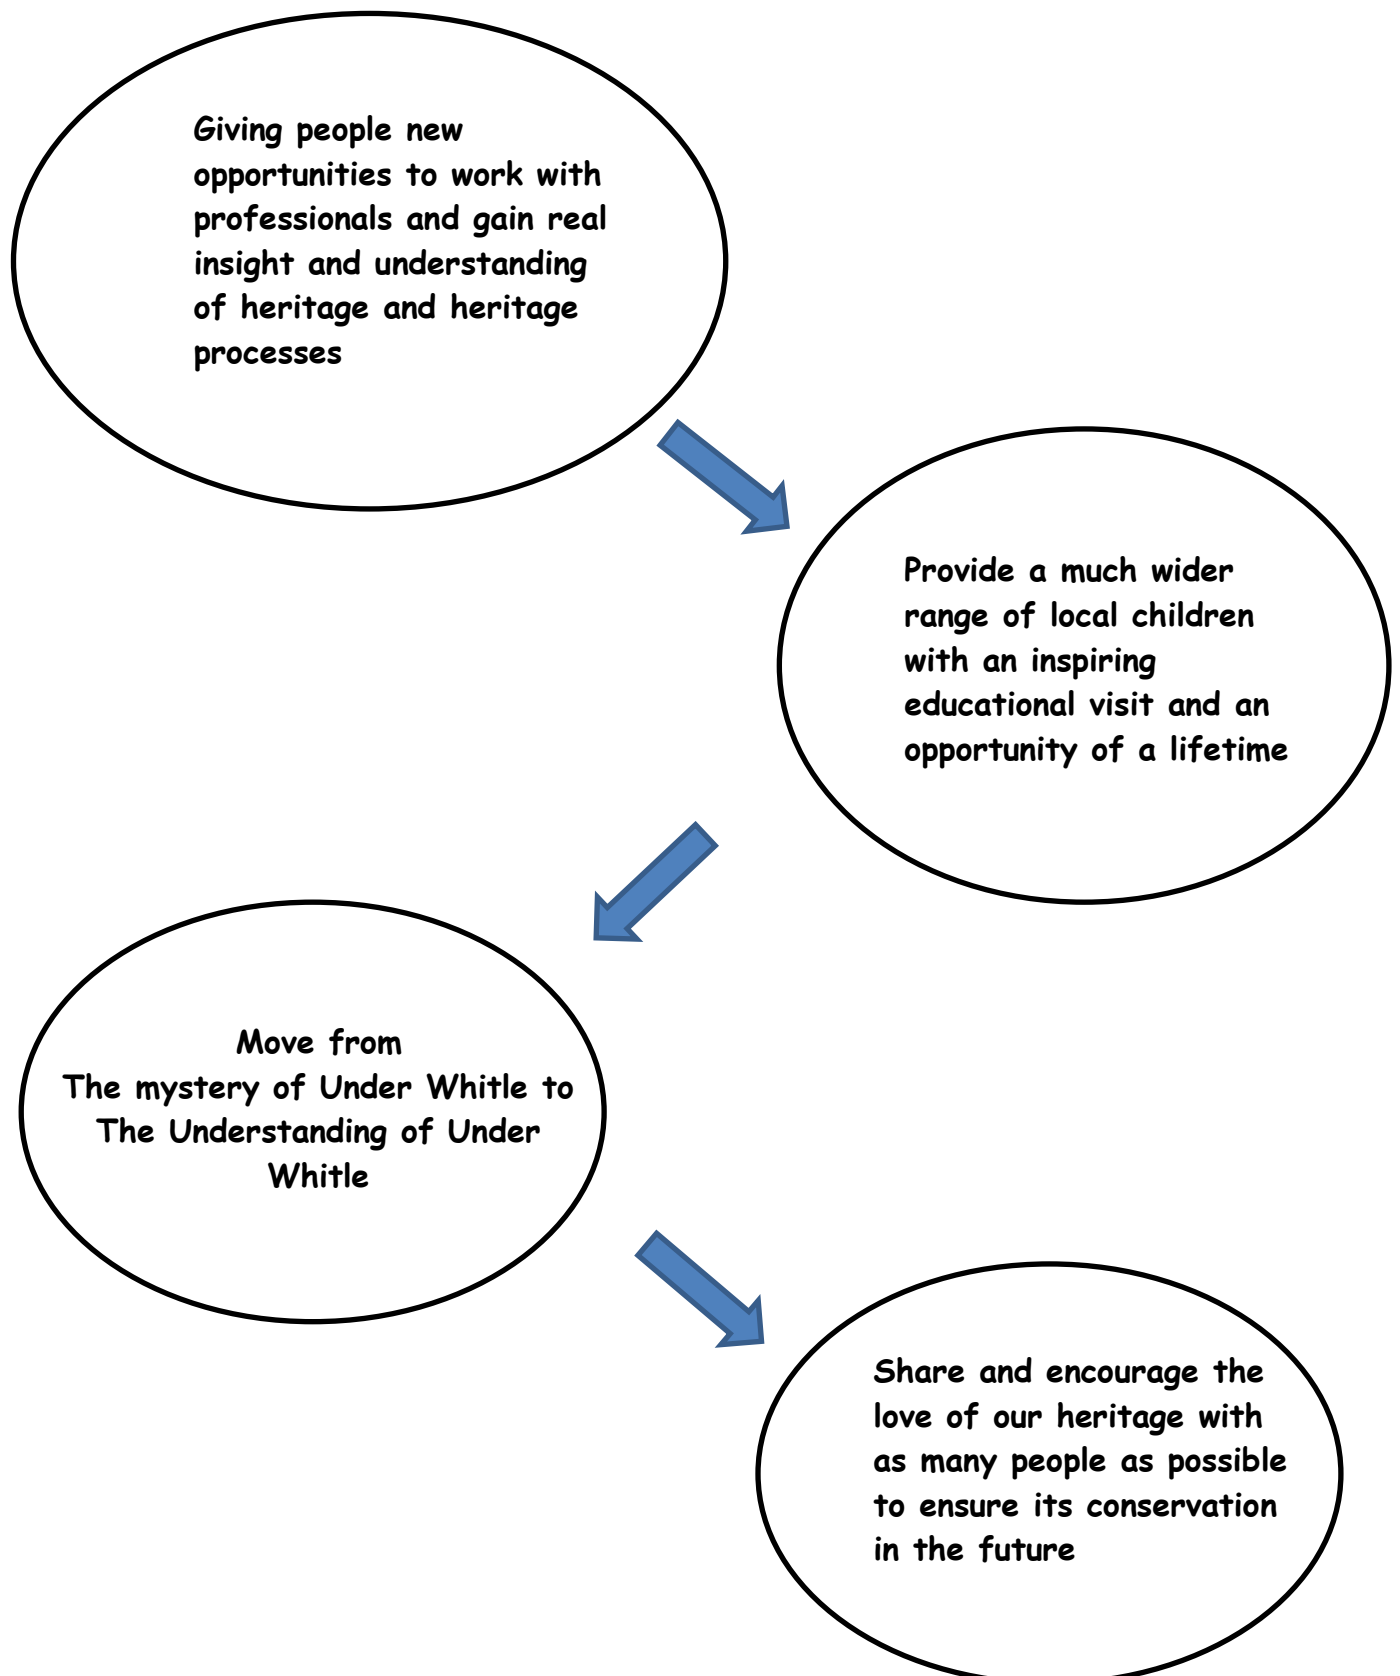 Giving people new
opportunities to work with
professionals and gain real
insight and understanding
of heritage and heritage
processes
Provide a much wider
range of local children
with an inspiring
educational visit and an
opportunity of a lifetime
Move from
The mystery of Under Whitle to
The Understanding of Under
Whitle
Share and encourage the
love of our heritage with
as many people as possible
to ensure its conservation
in the future